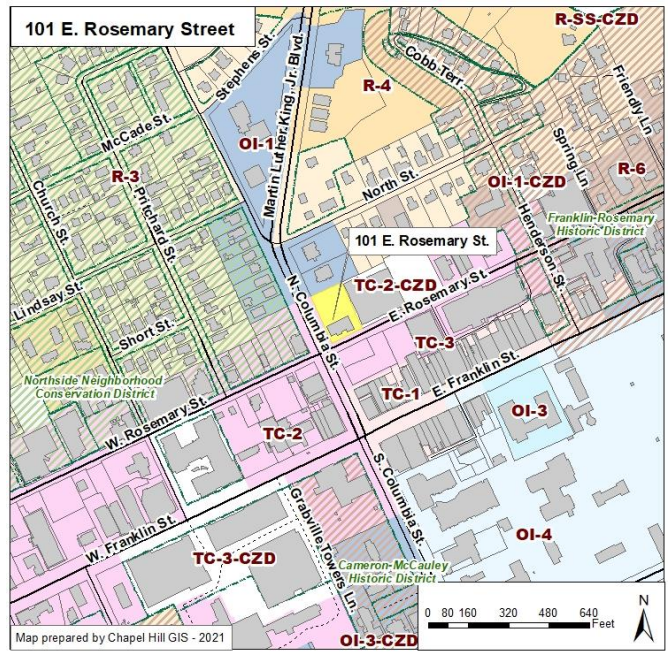 101 E. Rosemary Street
R-SS-CZD
Stephens St.
Martin Luther King, Jr. Blvd.
Cobb Terr.
R-4
Friendly Ln
McCade St.
OI-1
Spring Ln
R-3
Church St.
Pritchard St.
North St.
OI-1-CZD
R-6
Henderson St.
Franklin-Rosemary
Historic District
101 E. Rosemary St.
Lindsay St.
N. Columbia St.
TC-2-CZD
E. Rosemary St.
Short St.
TC-3
Northside Neighborhood
Conservation District
E. Franklin St.
TC-1
OI-3
W. Rosemary St.
TC-2
S. Columbia St.
W. Franklin St.
Grabville Towers Ln.
OI-4
TC-3-CZD
Cameron-McCauley
Historic District
OI-3-CZD
0 80 160 320 480 640
Feet
N
Map prepared by Chapel Hill GIS - 2021